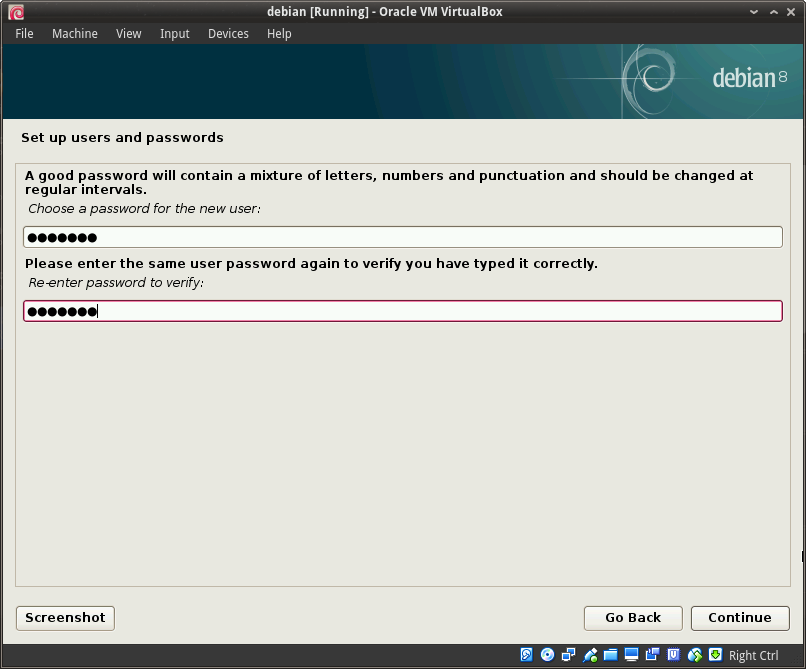 debian [Running] - Oracle VM VirtualBox
File Machine View Input Devices Help
debian 8
Set up users and passwords
A good password will contain a mixture of letters, numbers and punctuation and should be changed at
regular intervals.
Choose a password for the new user:
●●●●●●●
Please enter the same user password again to verify you have typed it correctly.
Re-enter password to verify:
●●●●●●●
Screenshot Go Back Continue
Right Ctrl